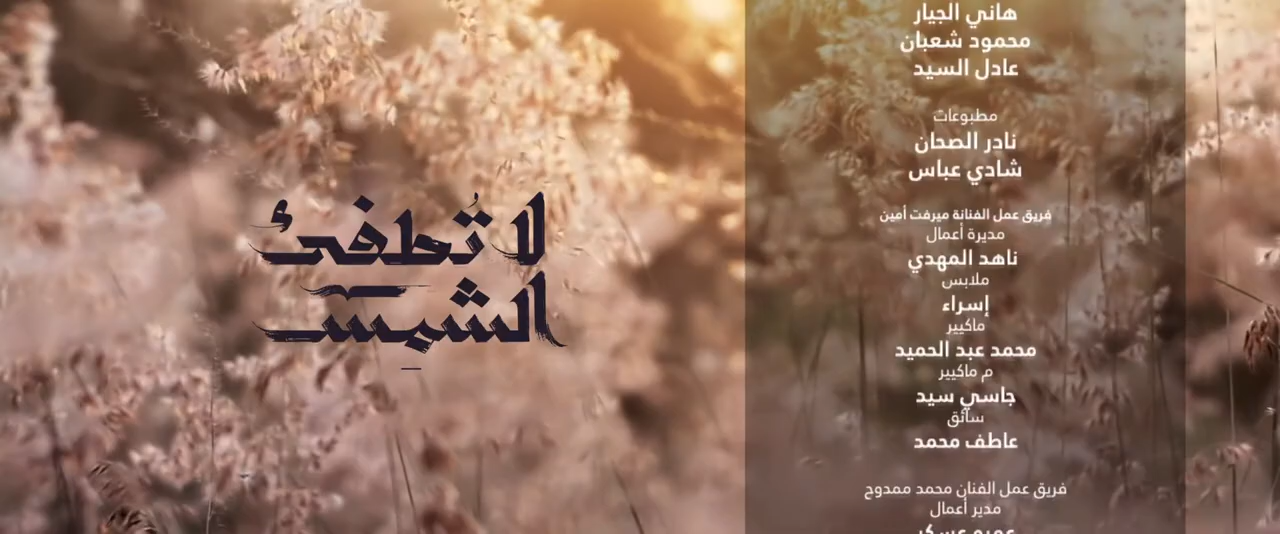 لا تُطفئ
الشمس
هاني الجيار
محمود شعبان
عادل السيد
مطبوعات
نادر الصحان
شادي عباس
فريق عمل الفنانة ميرفت أمين
مديرة أعمال
ناهد المهدي
ملابس
إسراء
ماكيير
محمد عبد الحميد
م ماكيير
جاسي سيد
سائق
عاطف محمد
فريق عمل الفنان محمد ممدوح
مدير أعمال